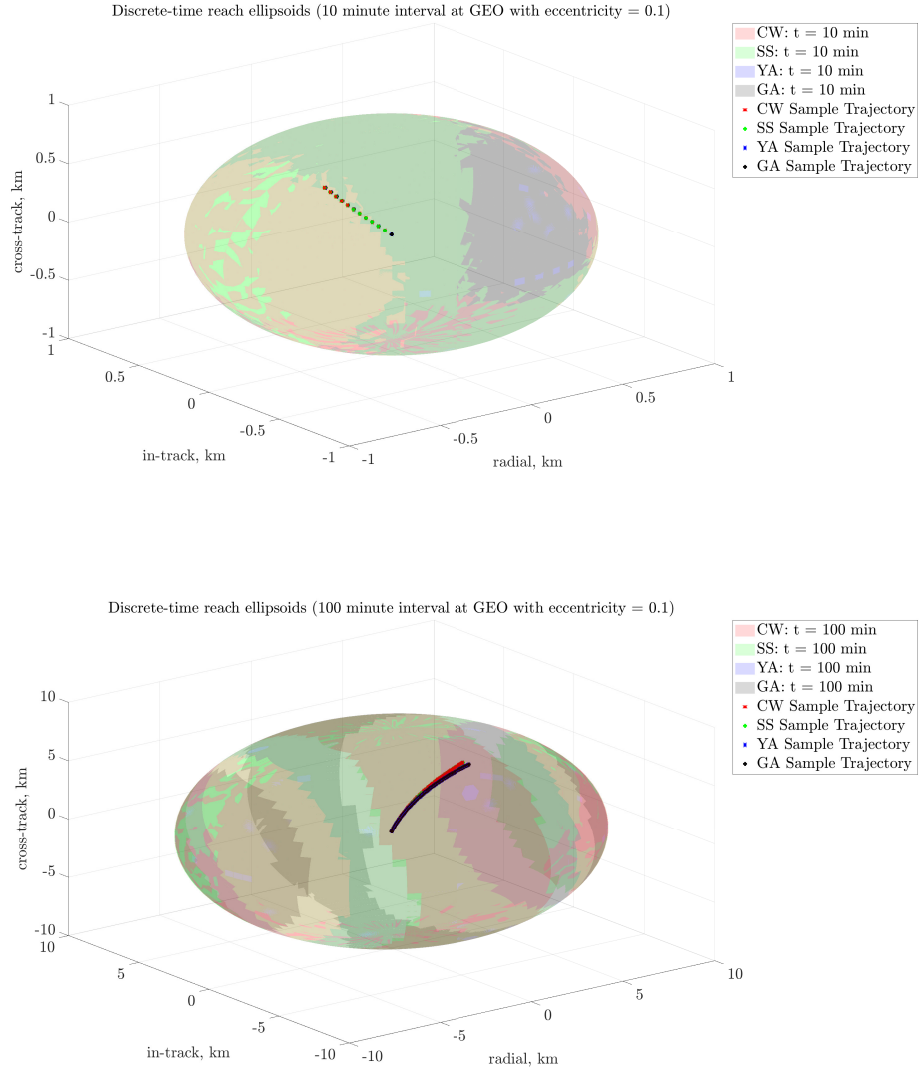 Discrete-time reach ellipsoids (10 minute interval at GEO with eccentricity = 0.1)
CW: t = 10 min
SS: t = 10 min
YA: t = 10 min
GA: t = 10 min
CW Sample Trajectory
SS Sample Trajectory
YA Sample Trajectory
GA Sample Trajectory
1
0.5
0
-0.5
-1
cross-track, km
1
0.5
0
-0.5
-1
in-track, km
-1
-0.5
0
0.5
1
radial, km
Discrete-time reach ellipsoids (100 minute interval at GEO with eccentricity = 0.1)
CW: t = 100 min
SS: t = 100 min
YA: t = 100 min
GA: t = 100 min
CW Sample Trajectory
SS Sample Trajectory
YA Sample Trajectory
GA Sample Trajectory
10
5
0
-5
-10
cross-track, km
10
5
0
-5
-10
in-track, km
-10
-5
0
5
10
radial, km